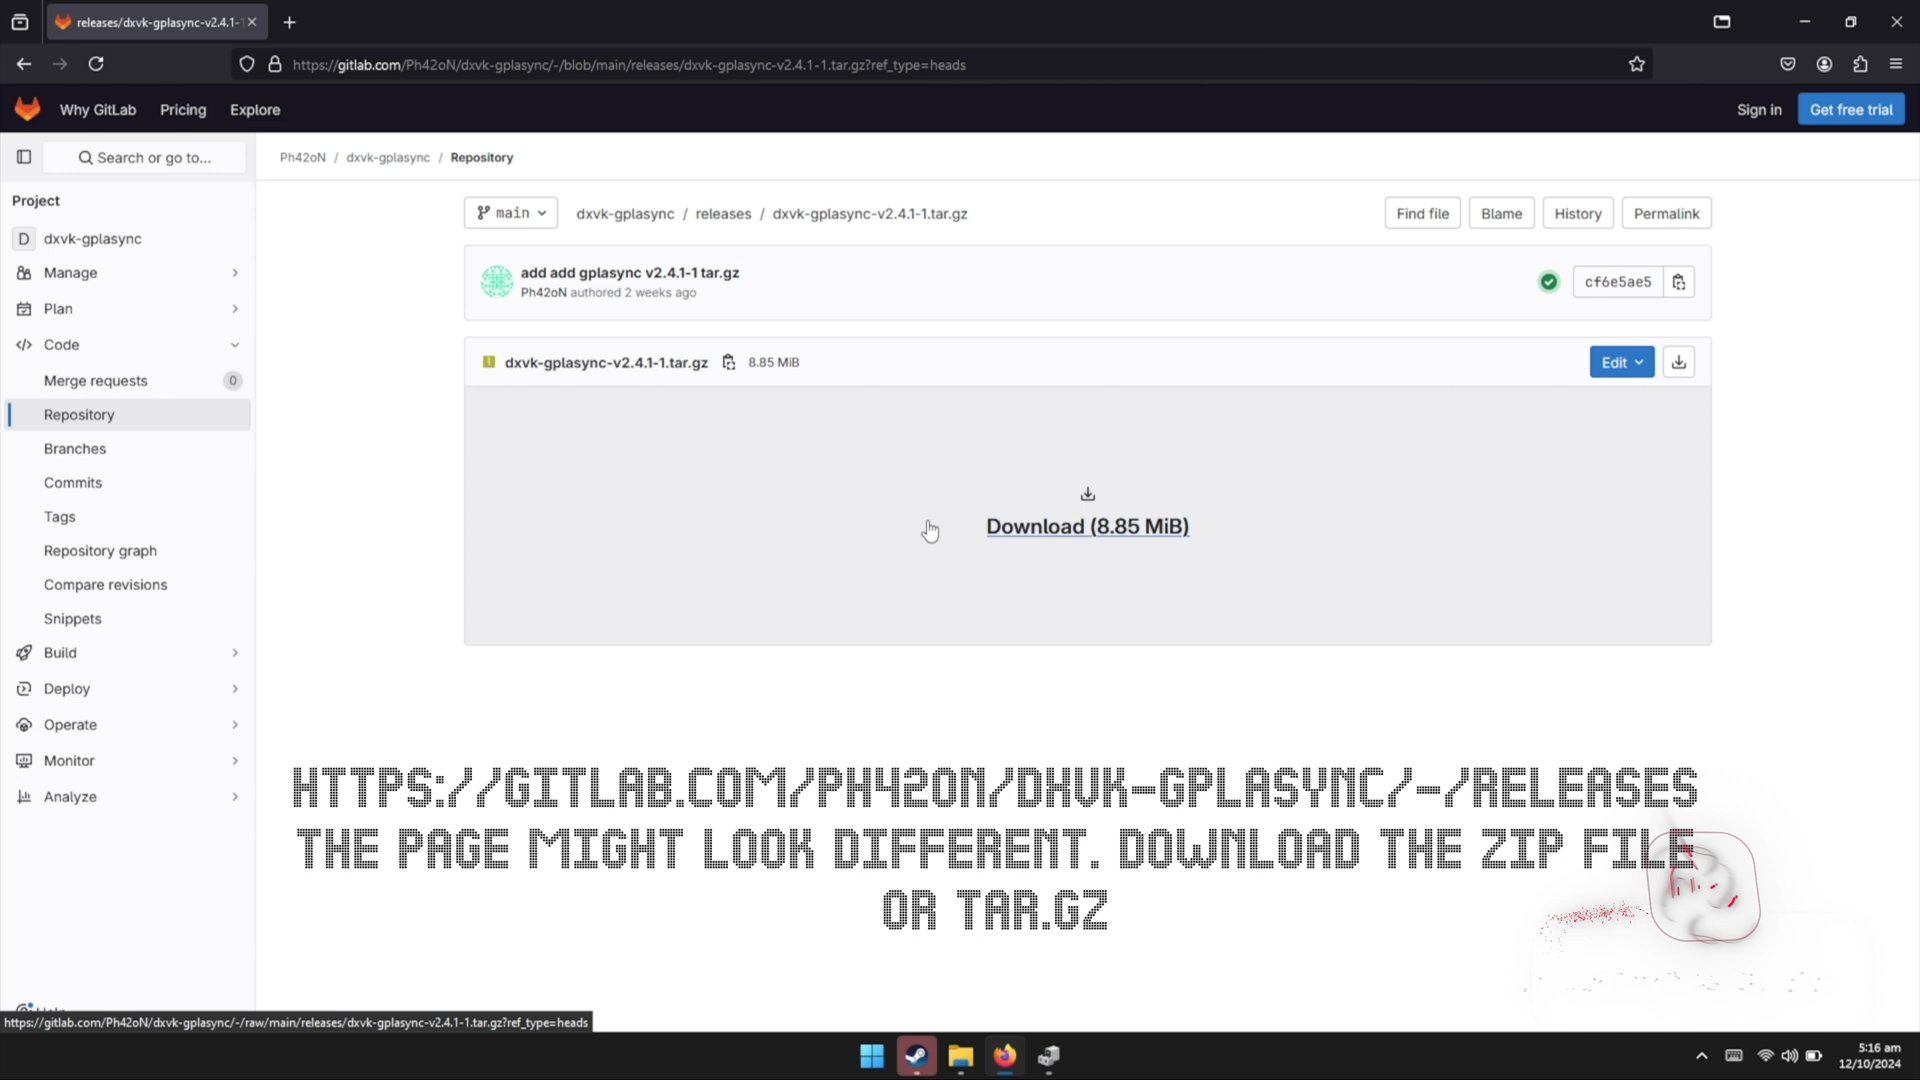 releases/dxvk-gplasync-v2.4.1-
https://gitlab.com/Ph42oN/dxvk-gplasync/-/blob/main/releases/dxvk-gplasync-v2.4.1-1.tar.gz?ref_type=heads
Why GitLab Pricing Explore Sign in Get free trial
Search or go to...
Ph42oN / dxvk-gplasync / Repository
Project
D dxvk-gplasync
Manage
Plan
Code
Merge requests 0
Repository
Branches
Commits
Tags
Repository graph
Compare revisions
Snippets
Build
Deploy
Operate
Monitor
Analyze
main dxvk-gplasync / releases / dxvk-gplasync-v2.4.1-1.tar.gz Find file Blame History Permalink
add add gplasync v2.4.1-1 tar.gz
Ph42oN authored 2 weeks ago
cf6e5ae5
dxvk-gplasync-v2.4.1-1.tar.gz 8.85 MiB Edit
Download (8.85 MiB)
HTTPS://GITLAB.COM/PH42ON/DXVK-GPLASYNC/-/RELEASES
THE PAGE MIGHT LOOK DIFFERENT. DOWNLOAD THE ZIP FILE
OR TAR.GZ
https://gitlab.com/Ph42oN/dxvk-gplasync/-/raw/main/releases/dxvk-gplasync-v2.4.1-1.tar.gz?ref_type=heads
5:16 am
12/10/2024